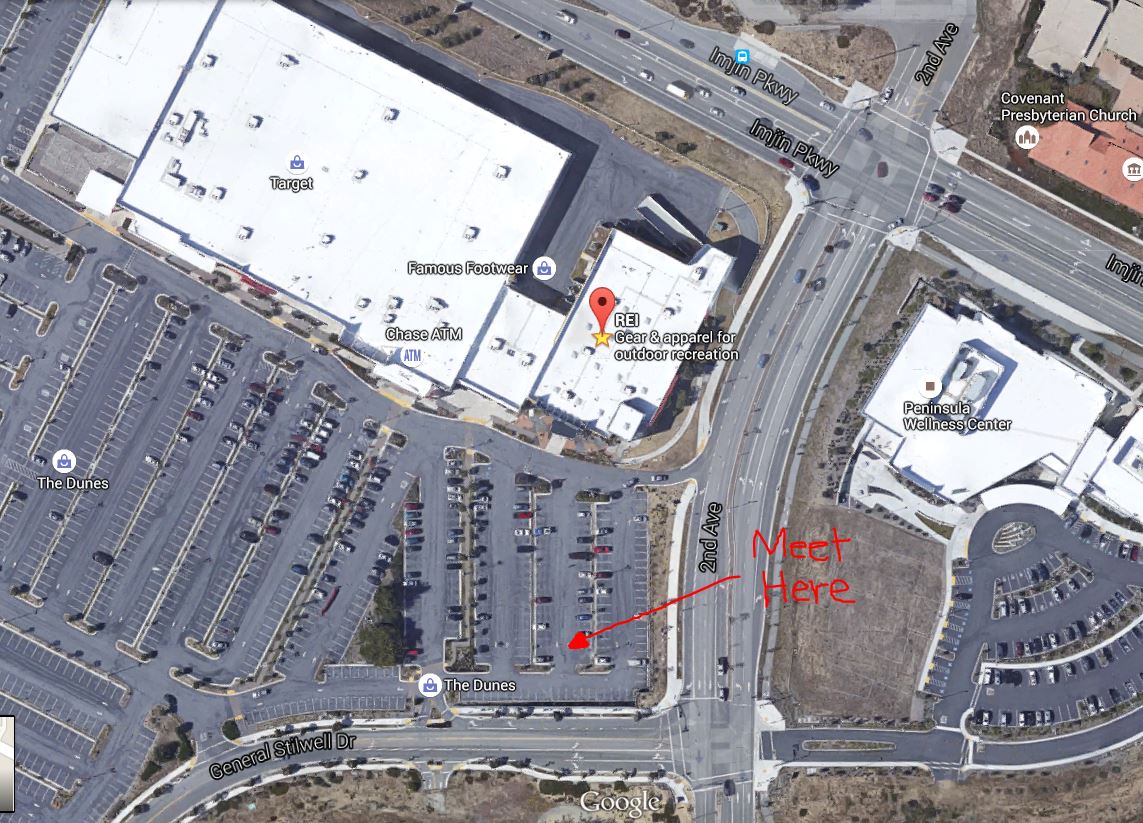 Imjin Pkwy
2nd Ave
Covenant
Presbyterian Church
Imjin Pkwy
Target
Famous Footwear
Imjin
REI
Gear & apparel for
outdoor recreation
Chase ATM
ATM
Peninsula
Wellness Center
The Dunes
2nd Ave
Meet
Here
The Dunes
General Stilwell Dr
Google